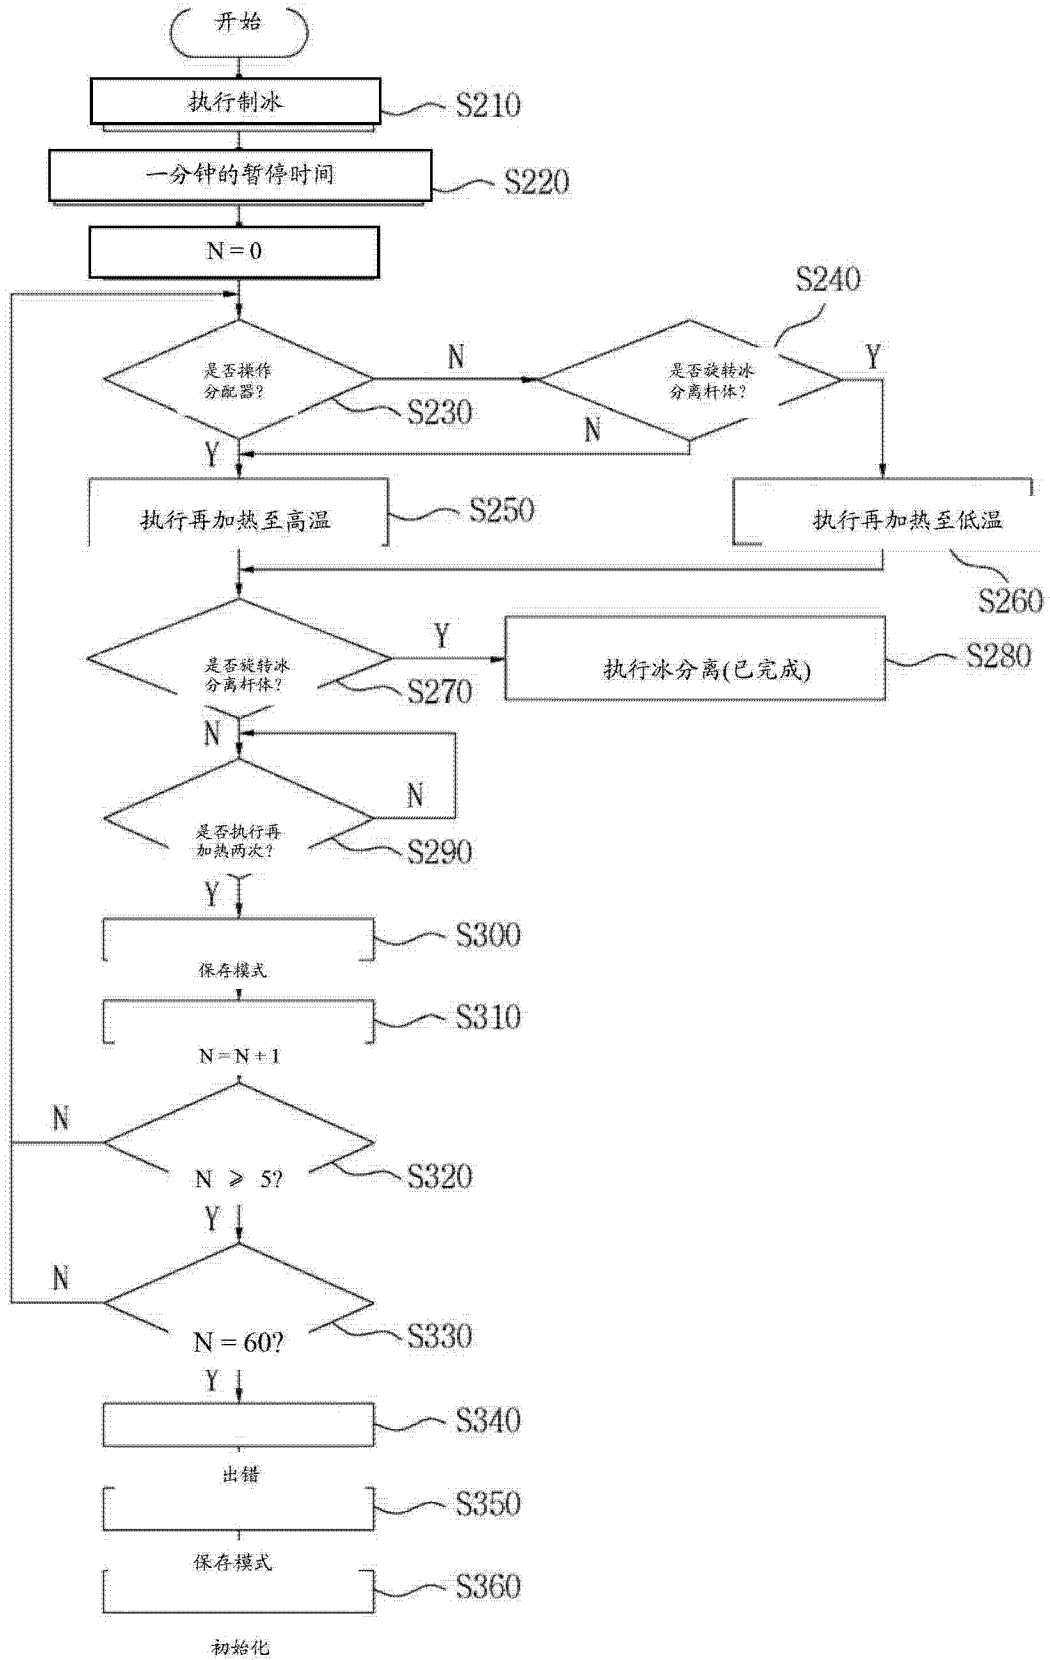 开始
执行制冰
S210
一分钟的暂停时间
S220
N = 0
S240
是否操作
分配器?
N
是否旋转冰
分离杆体?
Y
S230
N
Y
执行再加热至高温
S250
执行再加热至低温
S260
是否旋转冰
分离杆体?
Y
S270
执行冰分离(已完成)
S280
N
是否执行再
加热两次?
N
S290
Y
S300
保存模式
S310
N = N + 1
N
N ⩾ 5?
S320
Y
N
N = 60?
S330
Y
S340
出错
S350
保存模式
S360
初始化